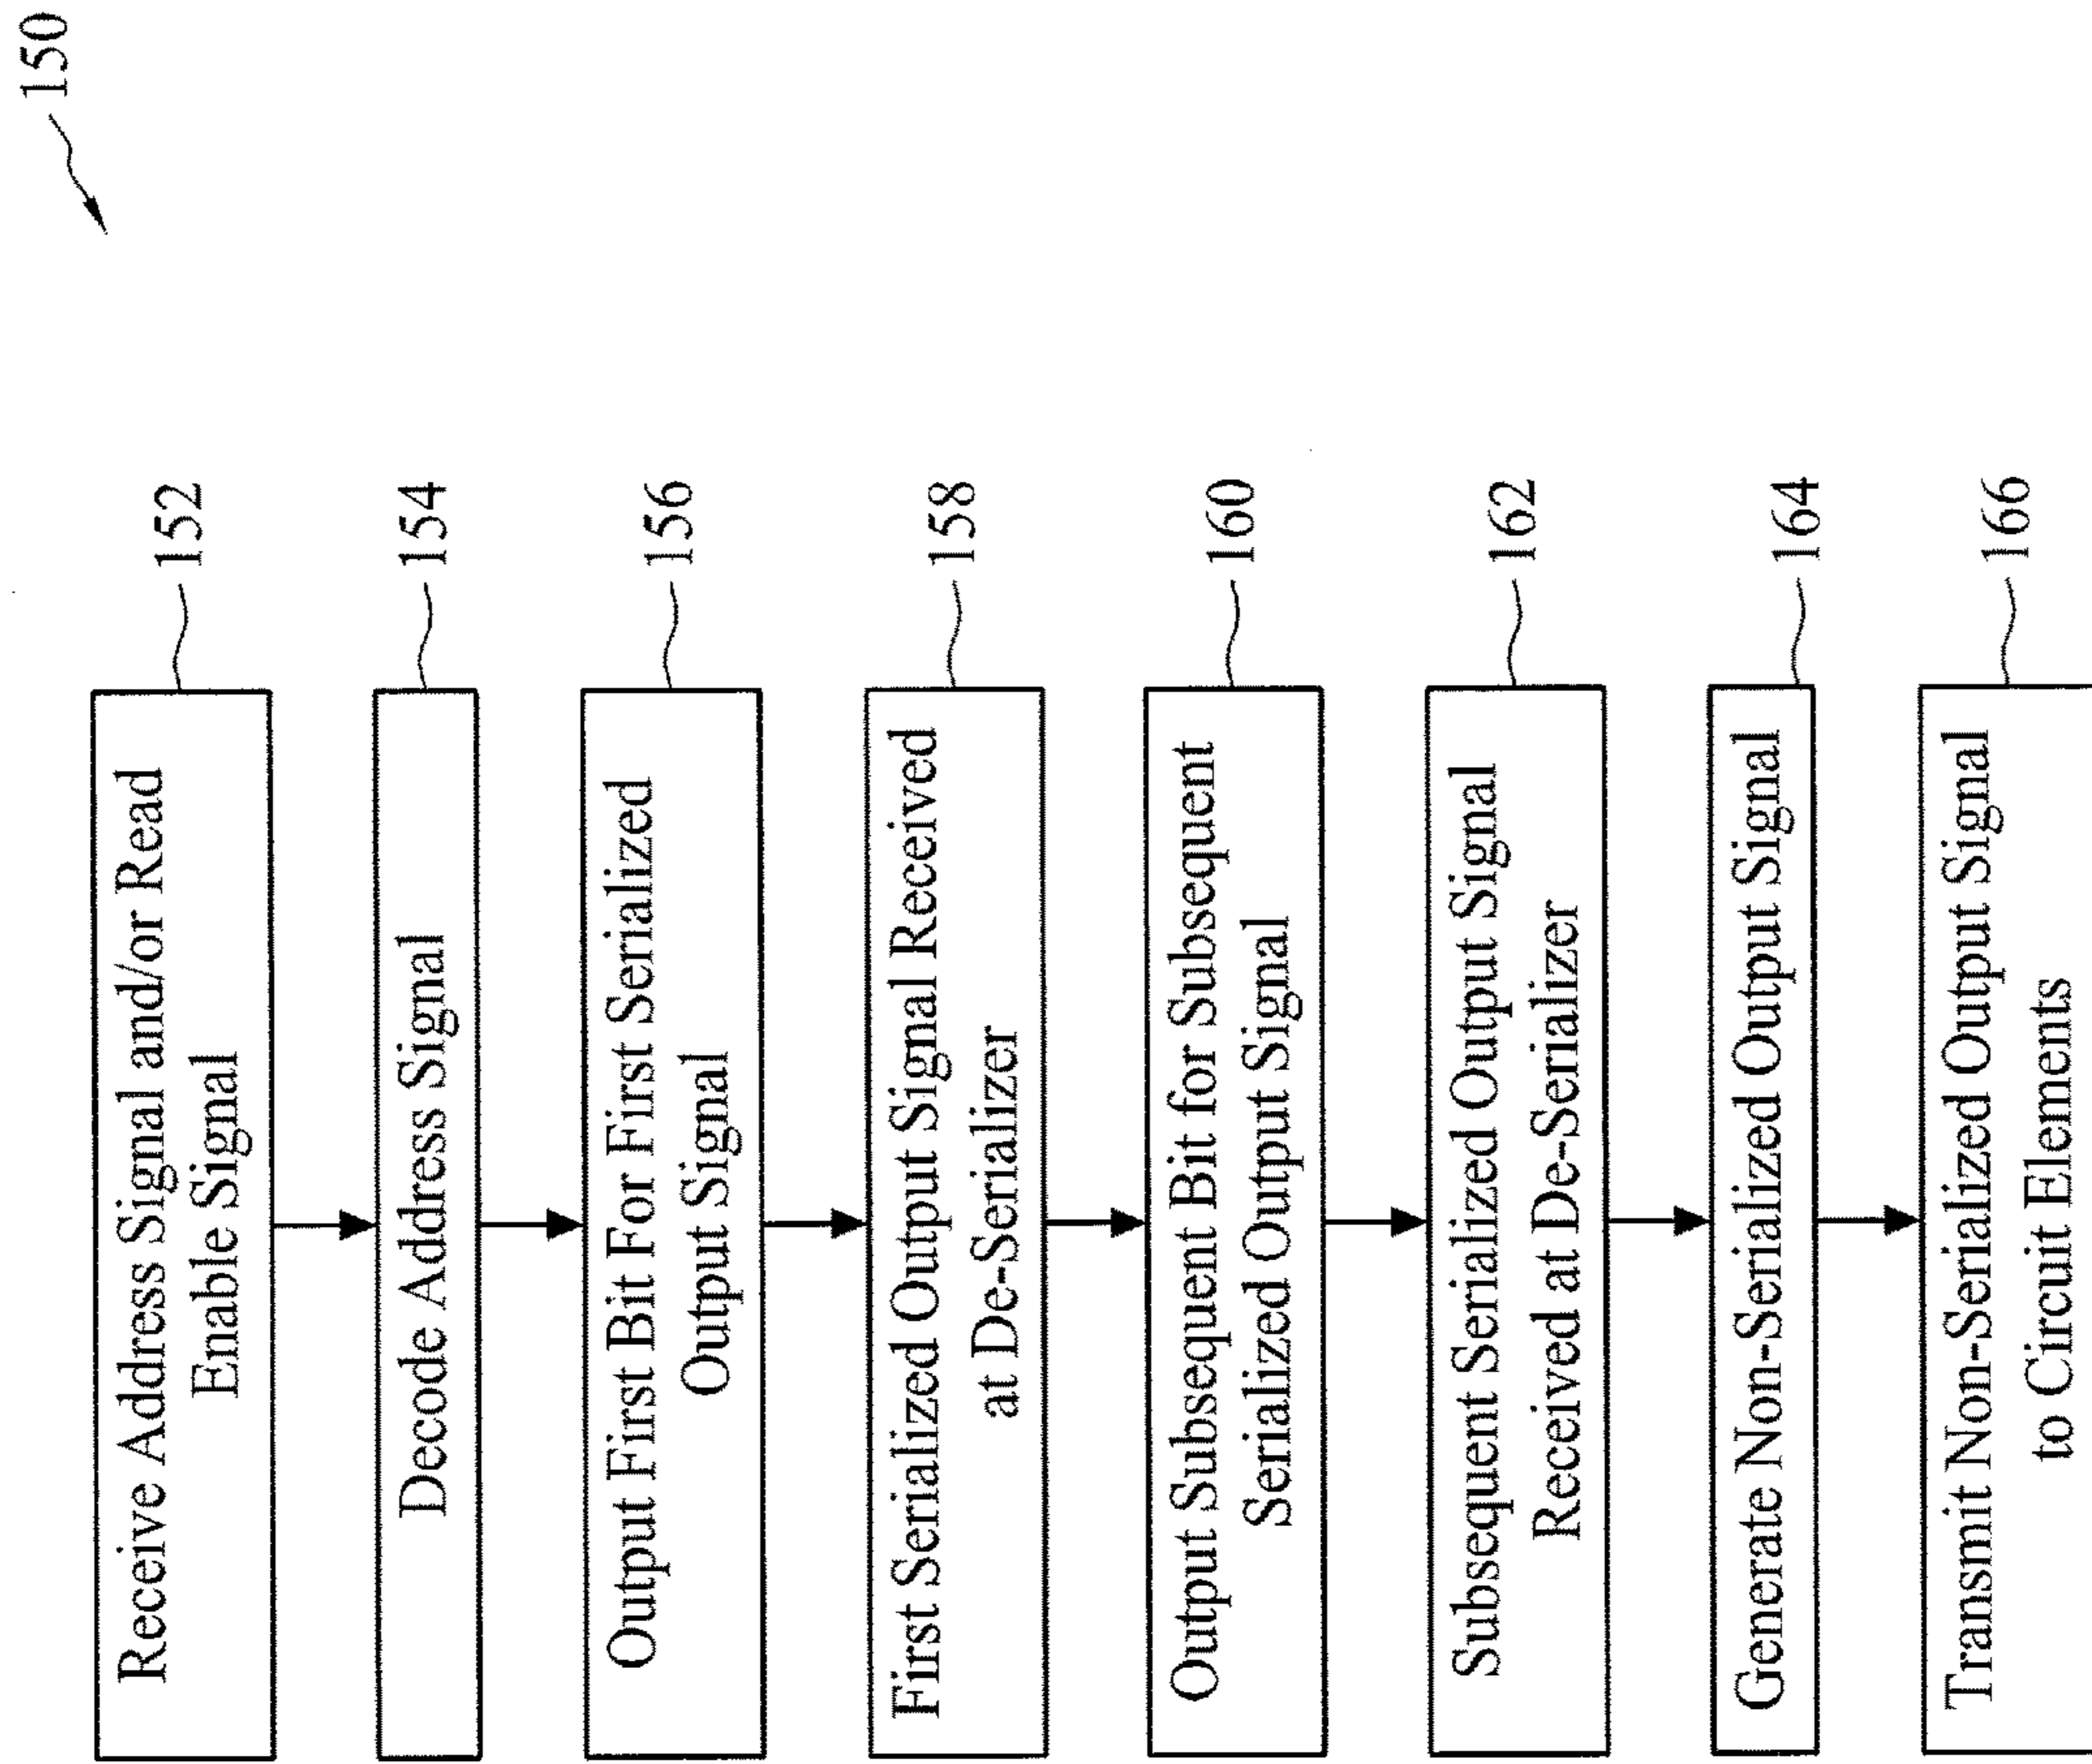 150
Receive Address Signal and/or Read
Enable Signal
152
Decode Address Signal
154
Output First Bit For First Serialized
Output Signal
156
First Serialized Output Signal Received
at De-Serializer
158
Output Subsequent Bit for Subsequent
Serialized Output Signal
160
Subsequent Serialized Output Signal
Received at De-Serializer
162
Generate Non-Serialized Output Signal
164
Transmit Non-Serialized Output Signal
to Circuit Elements
166